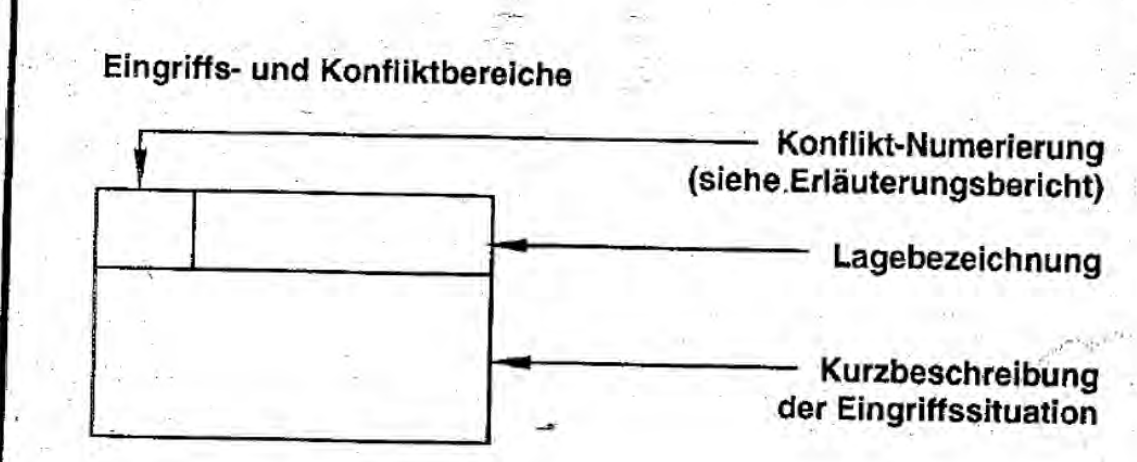 Eingriffs- und Konfliktbereiche
Konflikt-Numerierung
(siehe Erläuterungsbericht)
Lagebezeichnung
Kurzbeschreibung
der Eingriffssituation